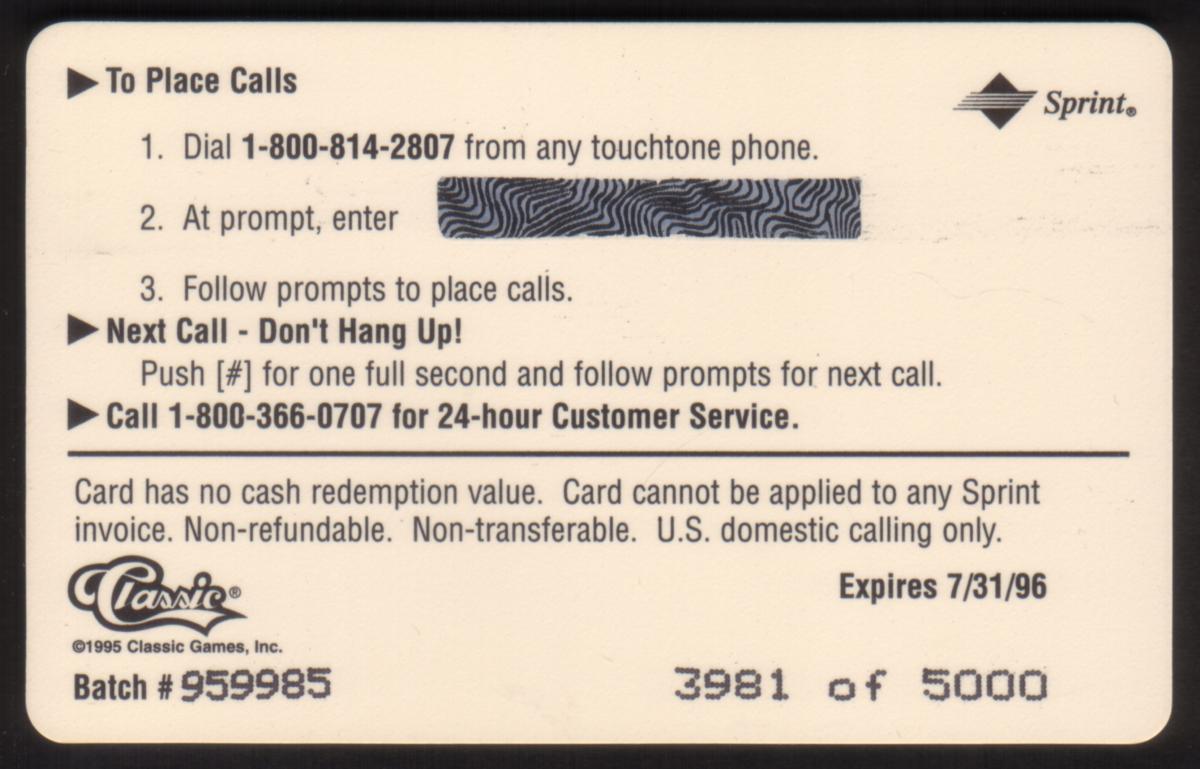 To Place Calls
Sprint®
1. Dial 1-800-814-2807 from any touchtone phone.
2. At prompt, enter
3. Follow prompts to place calls.
Next Call - Don't Hang Up!
Push [#] for one full second and follow prompts for next call.
Call 1-800-366-0707 for 24-hour Customer Service.
Card has no cash redemption value. Card cannot be applied to any Sprint
invoice. Non-refundable. Non-transferable. U.S. domestic calling only.
Classic®
Expires 7/31/96
©1995 Classic Games, Inc.
Batch # 959985
3981 of 5000